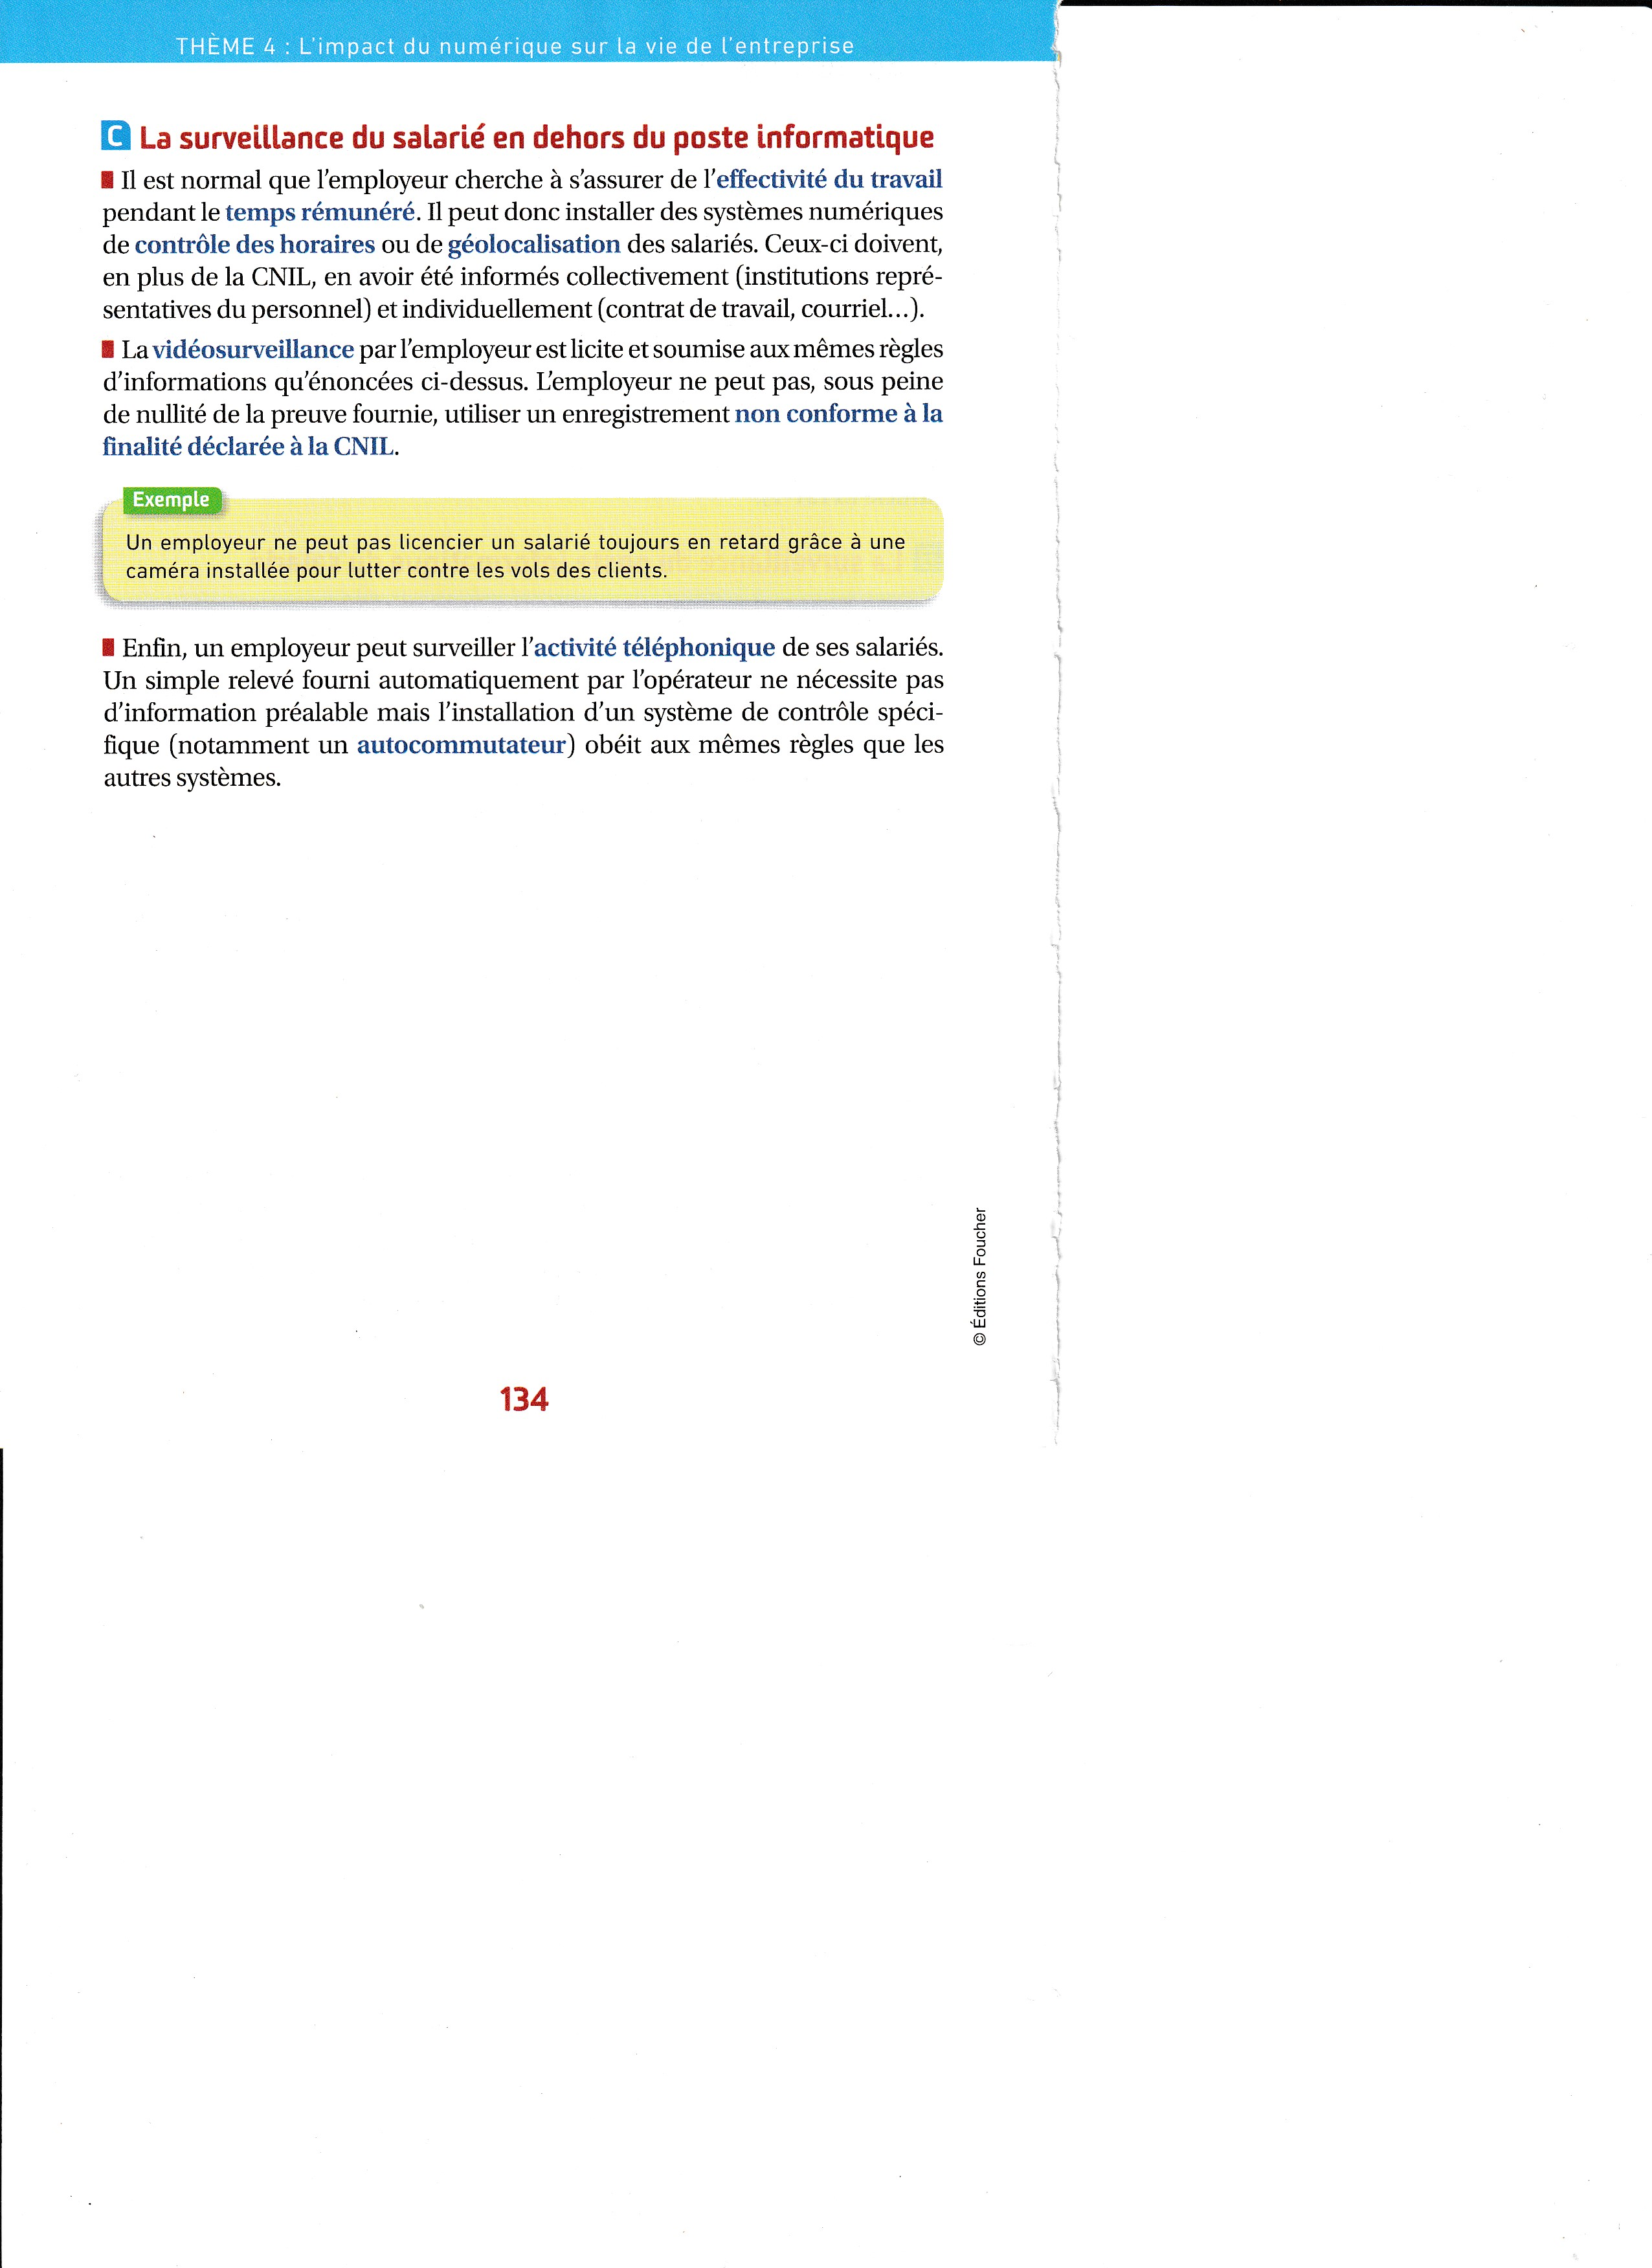 THÈME 4 : L'impact du numérique sur la vie de l'entreprise
C La surveillance du salarié en dehors du poste informatique
Il est normal que l'employeur cherche à s'assurer de l'effectivité du travail
pendant le temps rémunéré. Il peut donc installer des systèmes numériques
de contrôle des horaires ou de géolocalisation des salariés. Ceux-ci doivent,
en plus de la CNIL, en avoir été informés collectivement (institutions repré-
sentatives du personnel) et individuellement (contrat de travail, courriel…).
La vidéosurveillance par l'employeur est licite et soumise aux mêmes règles
d'informations qu'énoncées ci-dessus. L'employeur ne peut pas, sous peine
de nullité de la preuve fournie, utiliser un enregistrement non conforme à la
finalité déclarée à la CNIL.
Exemple
Un employeur ne peut pas licencier un salarié toujours en retard grâce à une
caméra installée pour lutter contre les vols des clients.
Enfin, un employeur peut surveiller l'activité téléphonique de ses salariés.
Un simple relevé fourni automatiquement par l'opérateur ne nécessite pas
d'information préalable mais l'installation d'un système de contrôle spéci-
fique (notamment un autocommutateur) obéit aux mêmes règles que les
autres systèmes.
© Éditions Foucher
134